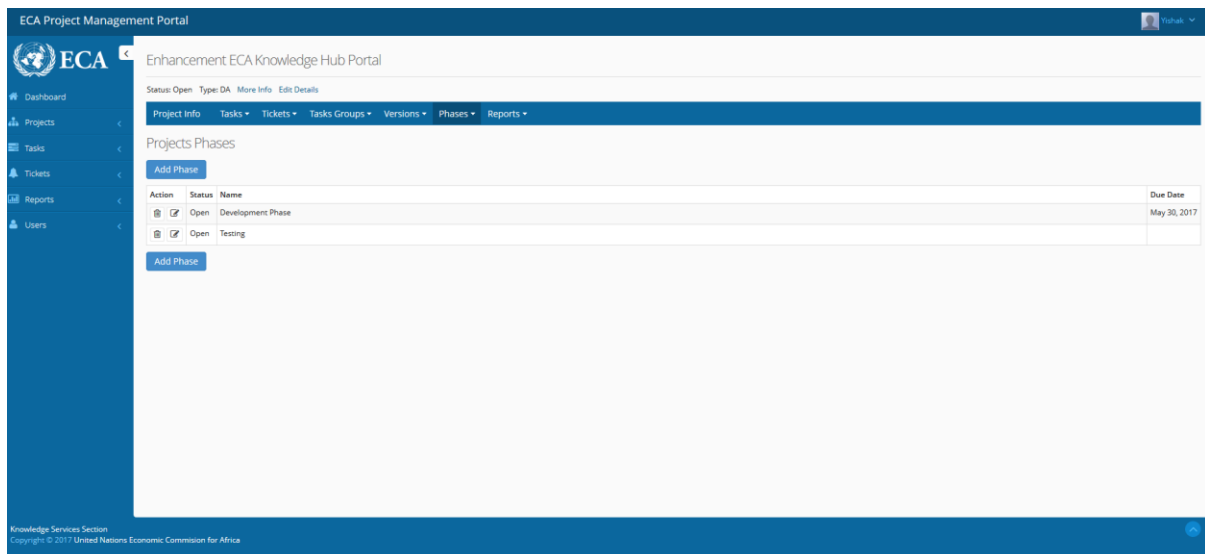 ECA Project Management Portal
Yishak
ECA
Enhancement ECA Knowledge Hub Portal
Status: Open Type: DA More Info Edit Details
Dashboard
Projects
Tasks
Tickets
Reports
Users
Project Info Tasks Tickets Tasks Groups Versions Phases Reports
Projects Phases
Add Phase
Action Status Name Due Date
Open Development Phase May 30, 2017
Open Testing
Add Phase
Knowledge Services Section
Copyright © 2017 United Nations Economic Commision for Africa